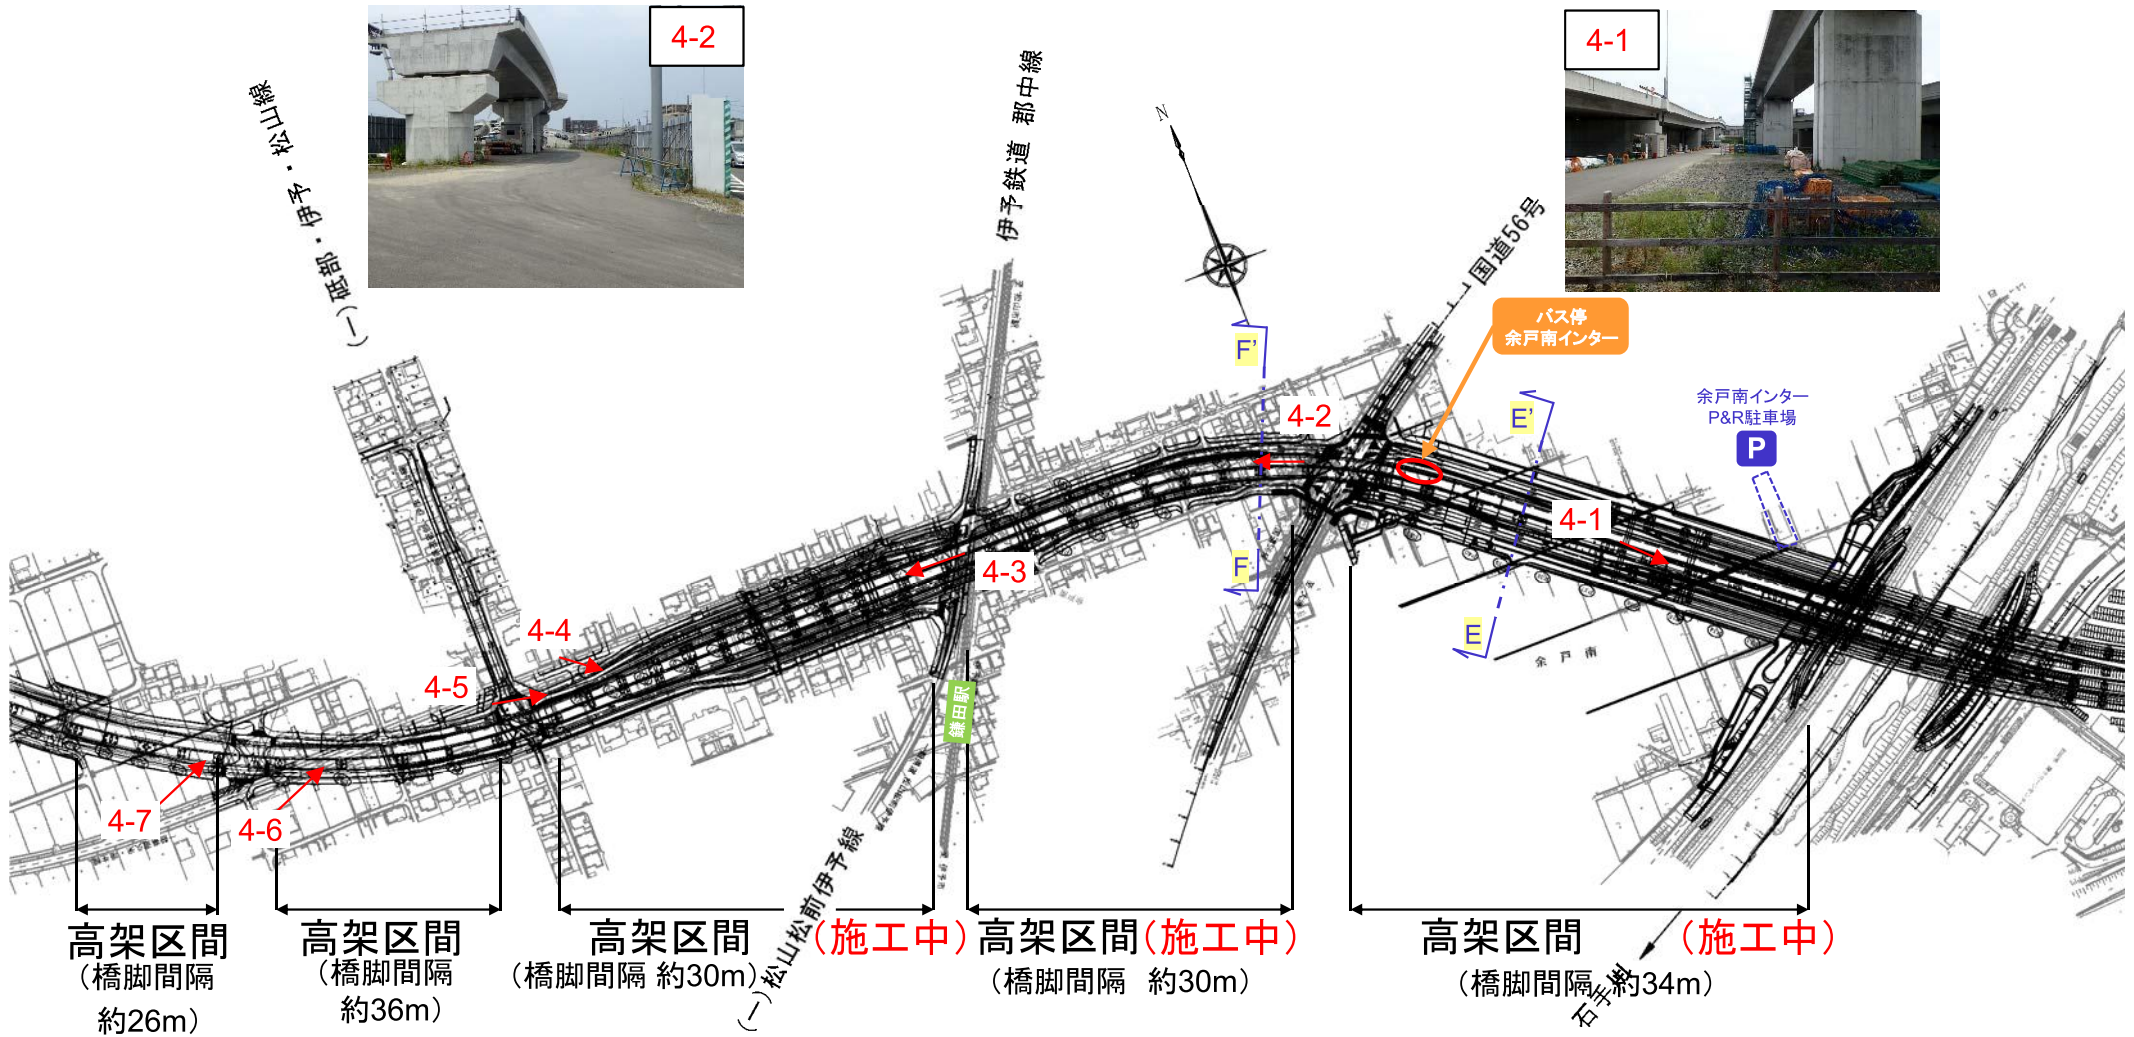 4-2
4-1
(一)砥部・伊予・松山線
伊予鉄道 郡中線
N
国道56号
バス停
余戸南インター
F’
E’
余戸南インター
P&R駐車場
P
4-2
4-1
4-3
F
E
余戸南
4-4
4-5
鎌田駅
4-7
4-6
(一)松山松前伊予線
石手川
高架区間
(橋脚間隔
約26m)
高架区間
(橋脚間隔
約36m)
高架区間 (施工中)
(橋脚間隔 約30m)
高架区間(施工中)
(橋脚間隔 約30m)
高架区間 (施工中)
(橋脚間隔 約34m)